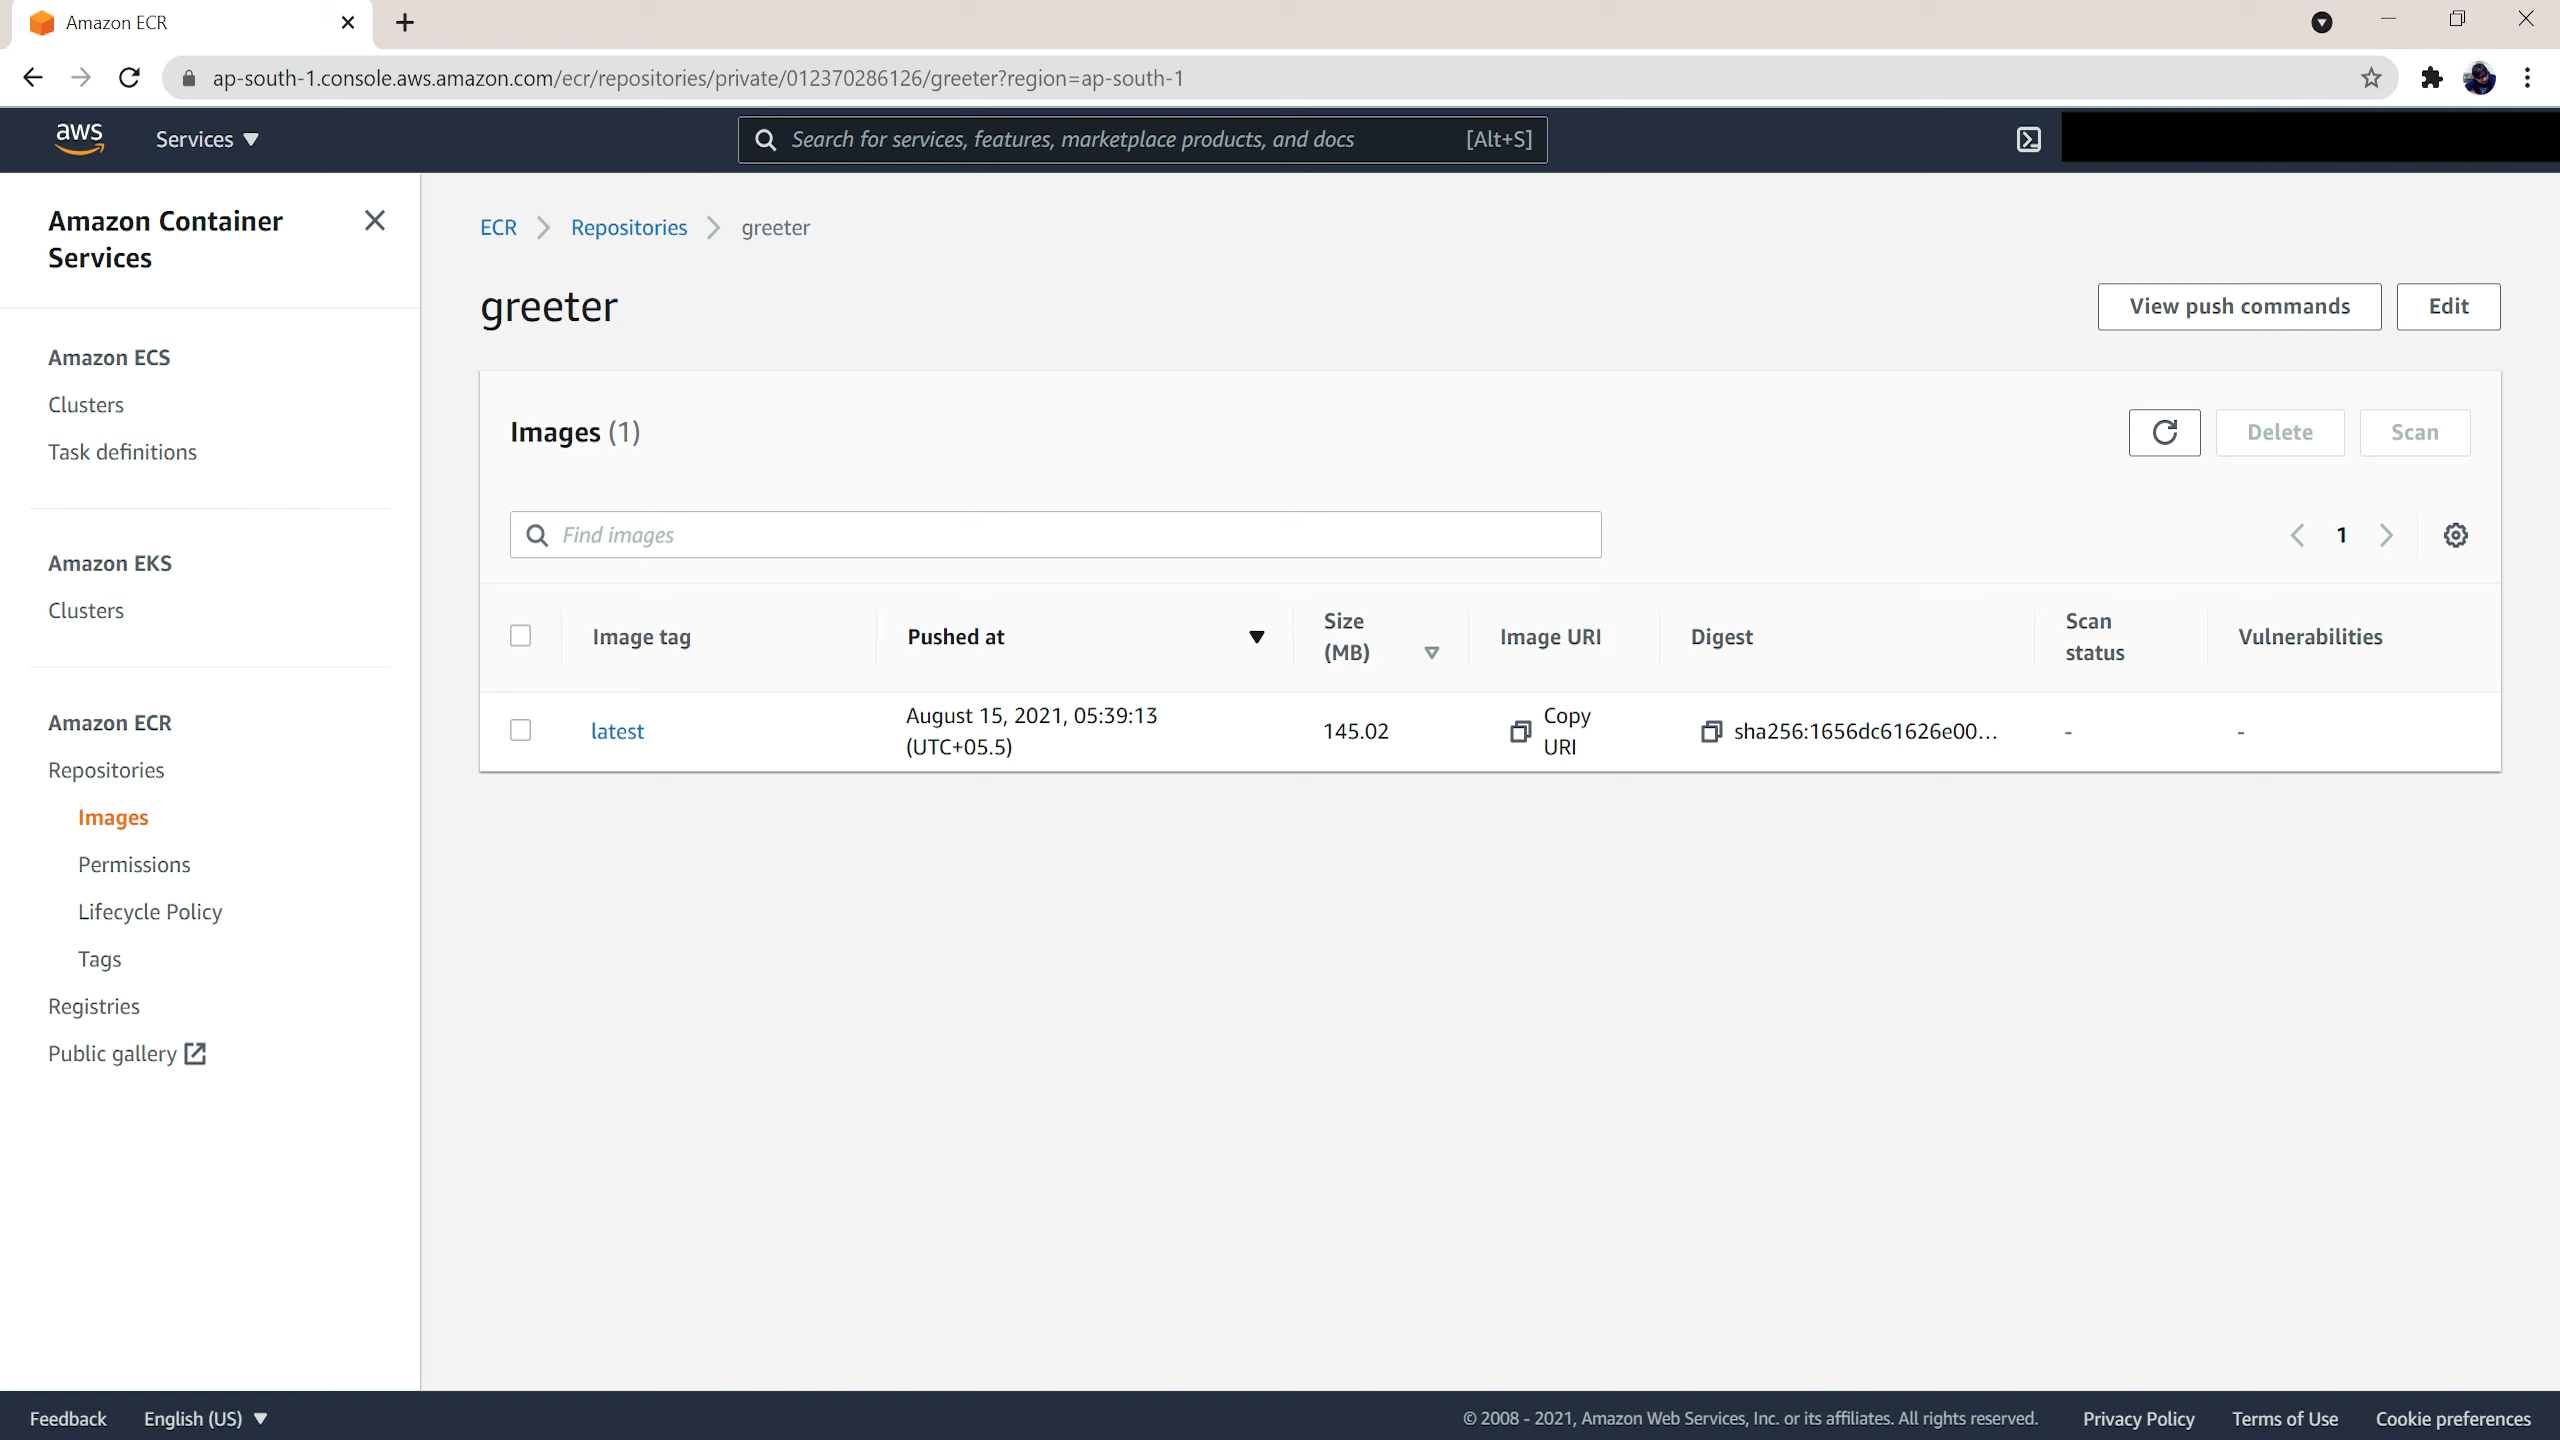 Amazon ECR
ap-south-1.console.aws.amazon.com/ecr/repositories/private/012370286126/greeter?region=ap-south-1
aws
Services
Search for services, features, marketplace products, and docs [Alt+S]
Amazon Container
Services
Amazon ECS
Clusters
Task definitions
Amazon EKS
Clusters
Amazon ECR
Repositories
Images
Permissions
Lifecycle Policy
Tags
Registries
Public gallery
ECR Repositories greeter
greeter
View push commands Edit
Images (1)
Delete Scan
Find images
1
Image tag Pushed at Size (MB) Image URI Digest Scan status Vulnerabilities
latest August 15, 2021, 05:39:13 (UTC+05.5) 145.02 Copy URI sha256:1656dc61626e00... - -
Feedback English (US) © 2008 - 2021, Amazon Web Services, Inc. or its affiliates. All rights reserved. Privacy Policy Terms of Use Cookie preferences